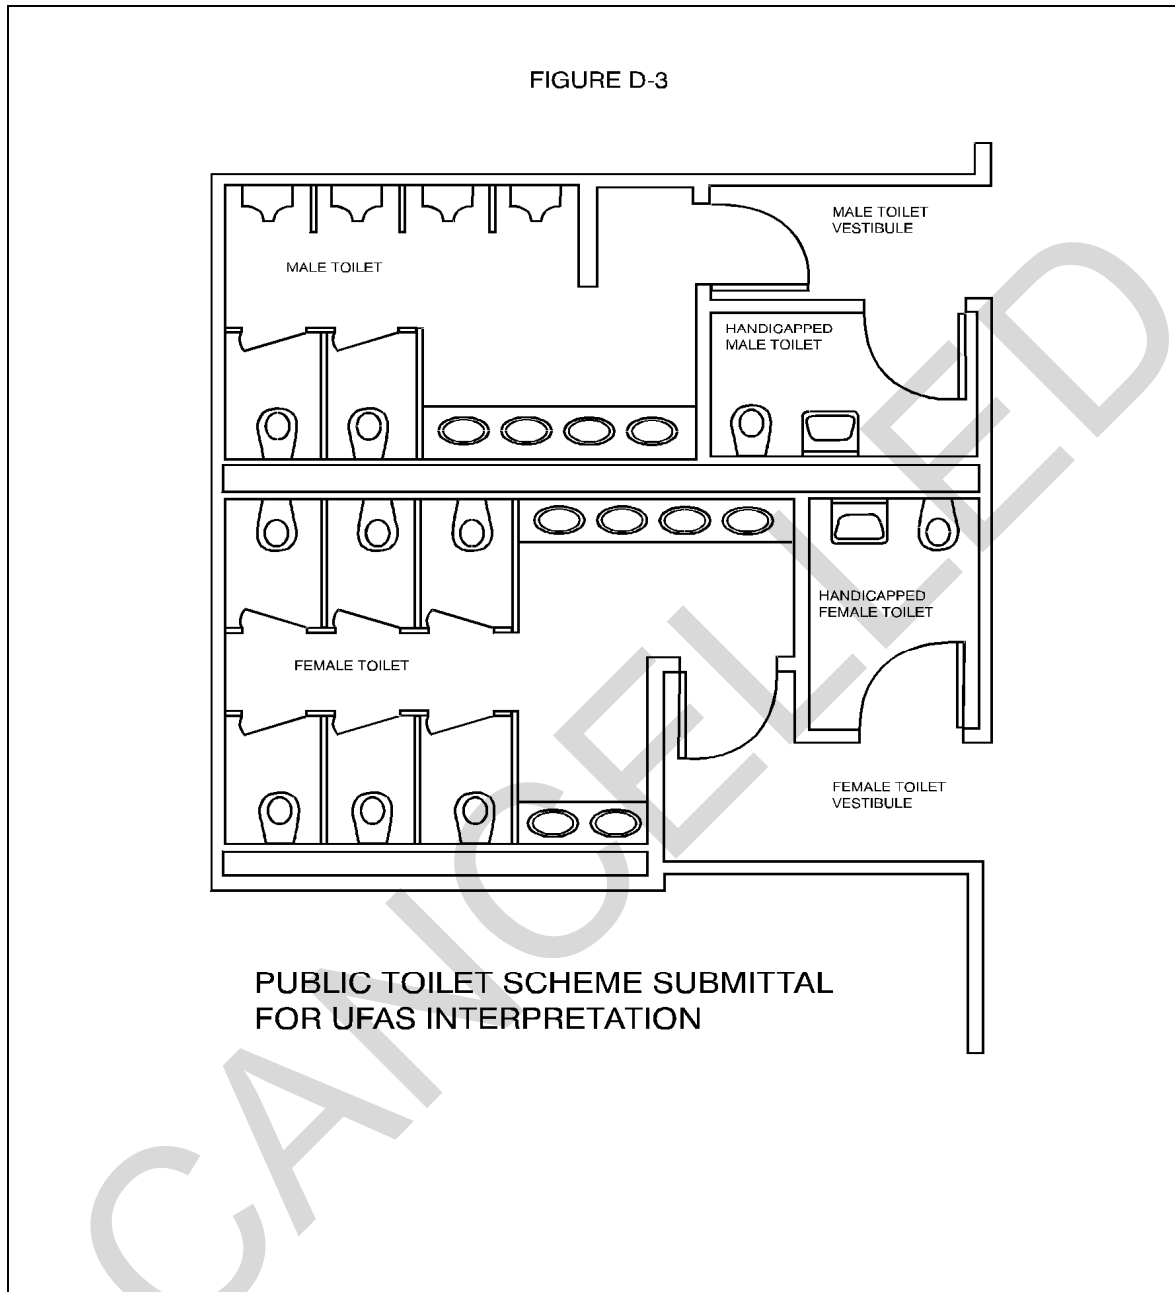 FIGURE D-3
MALE TOILET
VESTIBULE
MALE TOILET
HANDICAPPED
MALE TOILET
HANDICAPPED
FEMALE TOILET
FEMALE TOILET
FEMALE TOILET
VESTIBULE
PUBLIC TOILET SCHEME SUBMITTAL
FOR UFAS INTERPRETATION
CANCELLED